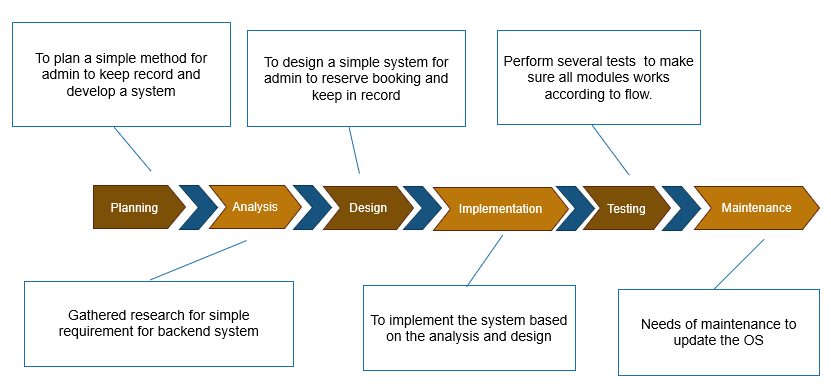 To plan a simple method for
admin to keep record and
develop a system
To design a simple system for
admin to reserve booking and
keep in record
Perform several tests  to make
sure all modules works
according to flow.
Planning
Analysis
Design
Implementation
Testing
Maintenance
Gathered research for simple
requirement for backend system
To implement the system based
on the analysis and design
Needs of maintenance to
update the OS